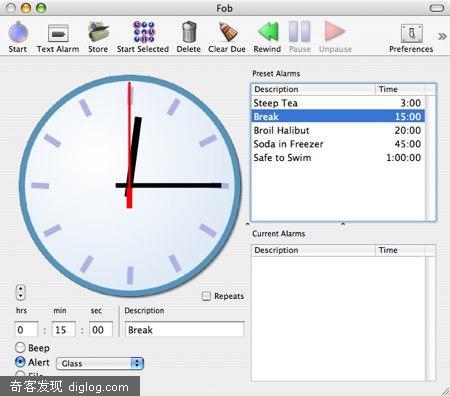 Fob
Start Text Alarm Store Start Selected Delete Clear Due Rewind Pause Unpause Preferences »
Preset Alarms
Description Time
Steep Tea 3:00
Break 15:00
Broil Halibut 20:00
Soda in Freezer 45:00
Safe to Swim 1:00:00
Current Alarms
Description Time
Repeats
hrs min sec Description
0 : 15 : 00 Break
Beep
Alert Glass
File
奇客发现 diglog.com